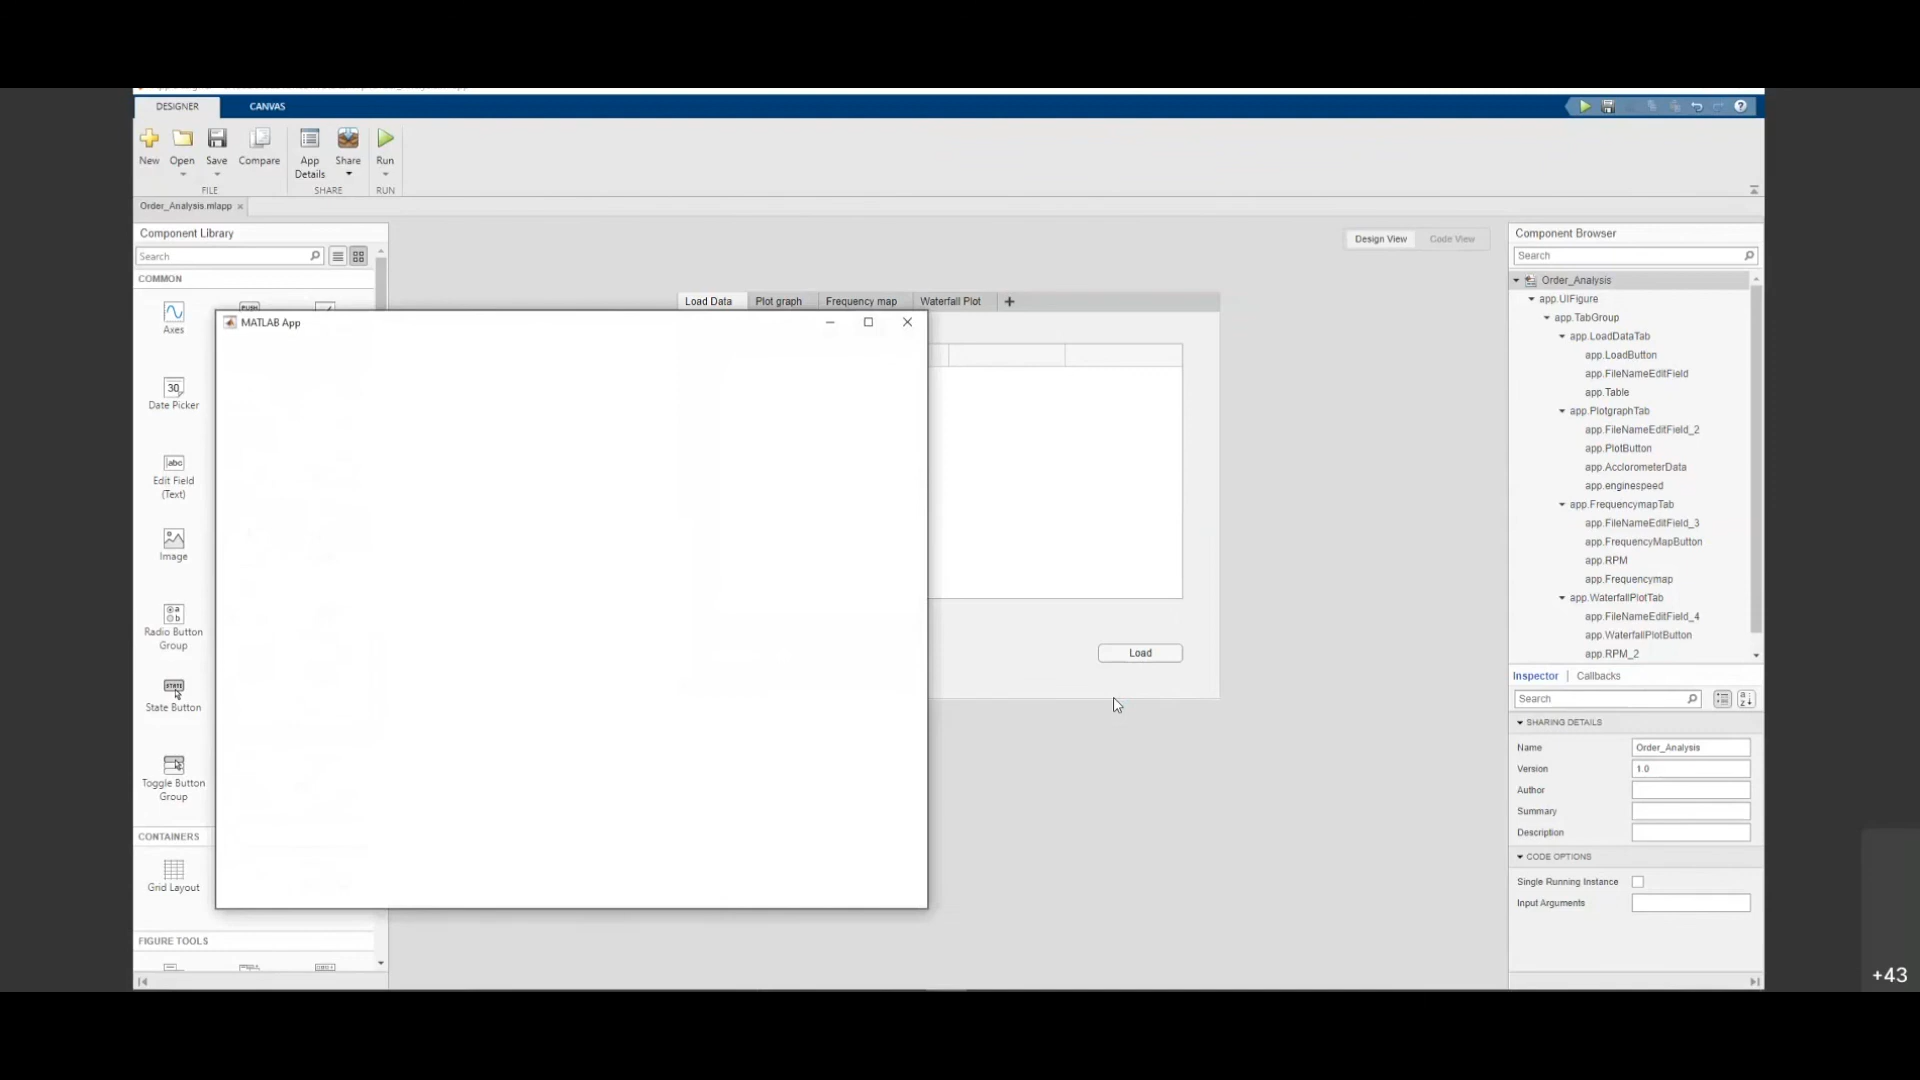 DESIGNER
CANVAS
New
Open
Save
Compare
App
Details
Share
Run
FILE
SHARE
RUN
Order_Analysis.mlapp
Component Library
Search
COMMON
Axes
30
Date Picker
abc
Edit Field
(Text)
Image
a
b
Radio Button
Group
STATE
State Button
Toggle Button
Group
CONTAINERS
Grid Layout
FIGURE TOOLS
Design View
Code View
Load Data
Plot graph
Frequency map
Waterfall Plot
MATLAB App
Load
Component Browser
Search
Order_Analysis
app.UIFigure
app.TabGroup
app.LoadDataTab
app.LoadButton
app.FileNameEditField
app.Table
app.PlotgraphTab
app.FileNameEditField_2
app.PlotButton
app.AcclorometerData
app.enginespeed
app.FrequencymapTab
app.FileNameEditField_3
app.FrequencyMapButton
app.RPM
app.Frequencymap
app.WaterfallPlotTab
app.FileNameEditField_4
app.WaterfallPlotButton
app.RPM_2
Inspector | Callbacks
Search
SHARING DETAILS
Name
Order_Analysis
Version
1.0
Author
Summary
Description
CODE OPTIONS
Single Running Instance
Input Arguments
+43